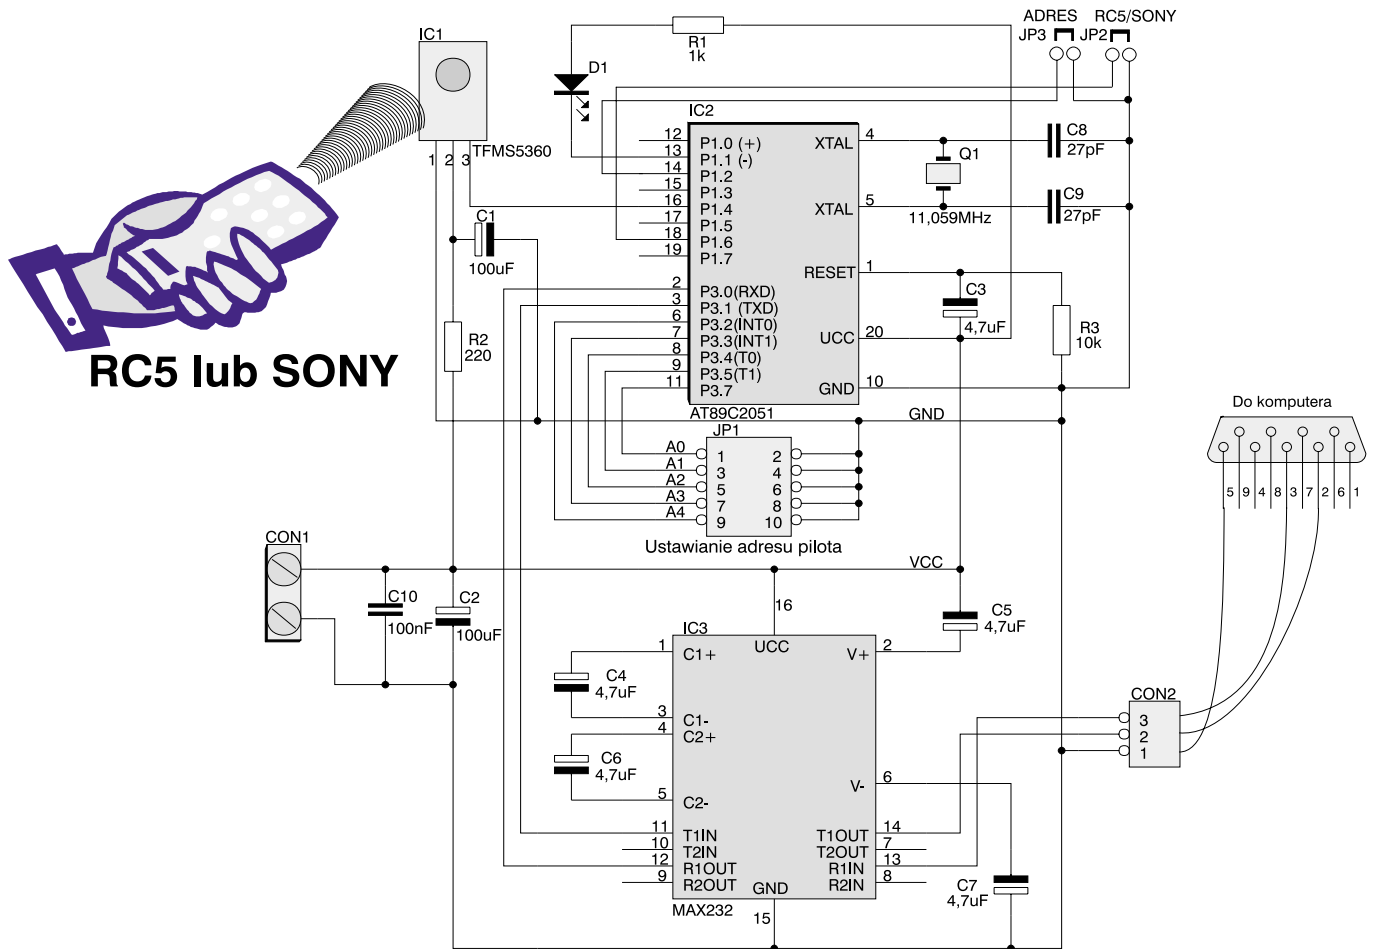 ADRES RC5/SONY
JP3 JP2
IC1
R1
1k
D1
IC2
TFMS5360
1 2 3
12 P1.0 (+) XTAL 4
13 P1.1 (-)
14 P1.2
15 P1.3
16 P1.4 XTAL 5
17 P1.5
18 P1.6
19 P1.7
RESET 1
2 P3.0(RXD)
3 P3.1 (TXD)
6 P3.2(INT0)
7 P3.3(INT1) UCC 20
8 P3.4(T0)
9 P3.5(T1)
11 P3.7 GND 10
AT89C2051
C8
27pF
Q1
11,059MHz
C9
27pF
C1
100uF
C3
4,7uF
R3
10k
R2
220
RC5 lub SONY
GND
JP1
A0 1 2
A1 3 4
A2 5 6
A3 7 8
A4 9 10
Ustawianie adresu pilota
Do komputera
5 9 4 8 3 7 2 6 1
CON1
VCC
C10
100nF
C2
100uF
16
C5
4,7uF
IC3
UCC
1 C1+ V+ 2
C4
4,7uF
3 C1-
4 C2+
C6
4,7uF
5 C2- V- 6
11 T1IN T1OUT 14
10 T2IN T2OUT 7
12 R1OUT R1IN 13
9 R2OUT R2IN 8
GND
15
MAX232
C7
4,7uF
CON2
3
2
1